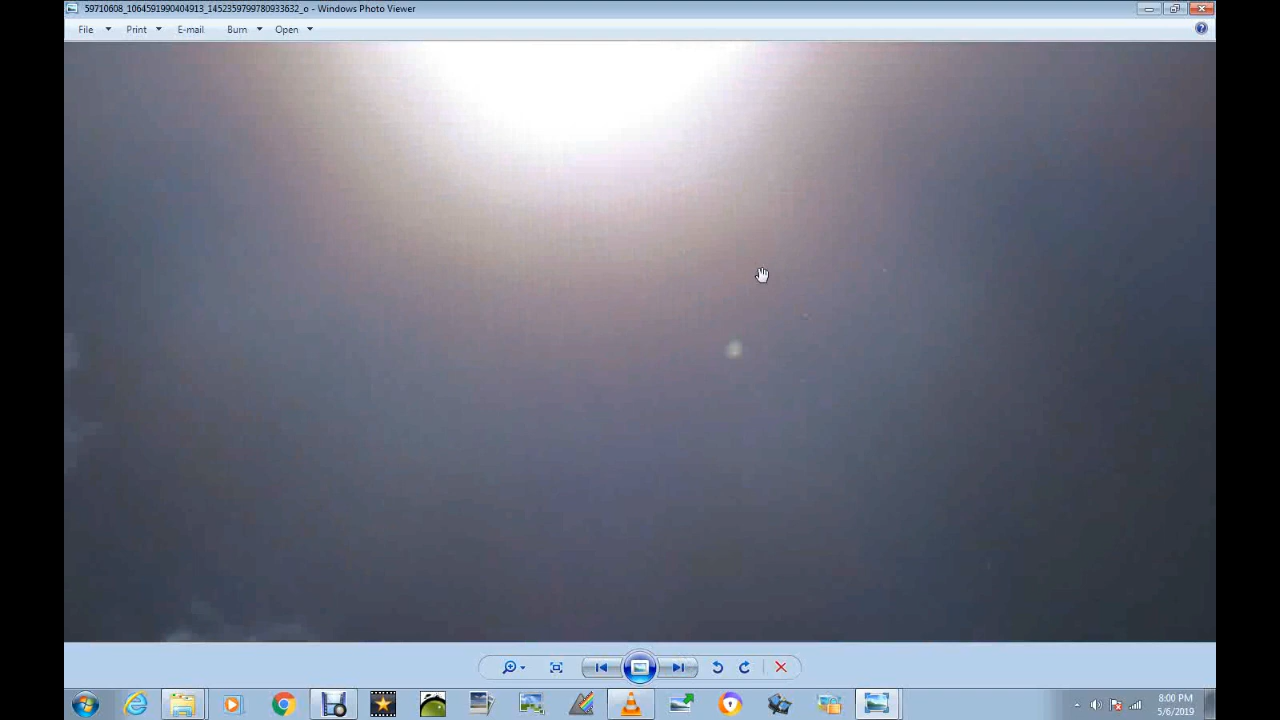 59710608_1064591990404913_1452359799780933632_o - Windows Photo Viewer
File Print E-mail Burn Open
8:00 PM
5/6/2019